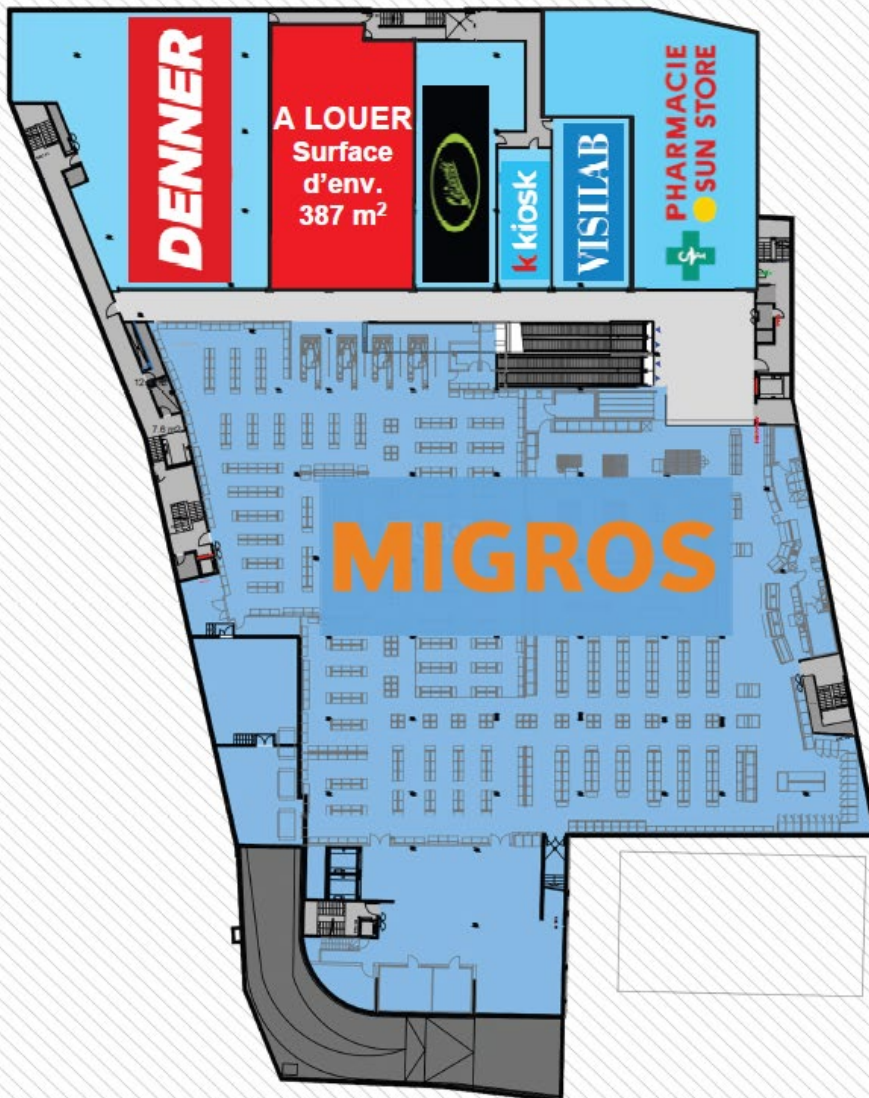 DENNER
A LOUER
Surface
d'env.
387 m²
k kiosk
VISILAB
PHARMACIE
SUN STORE
MIGROS